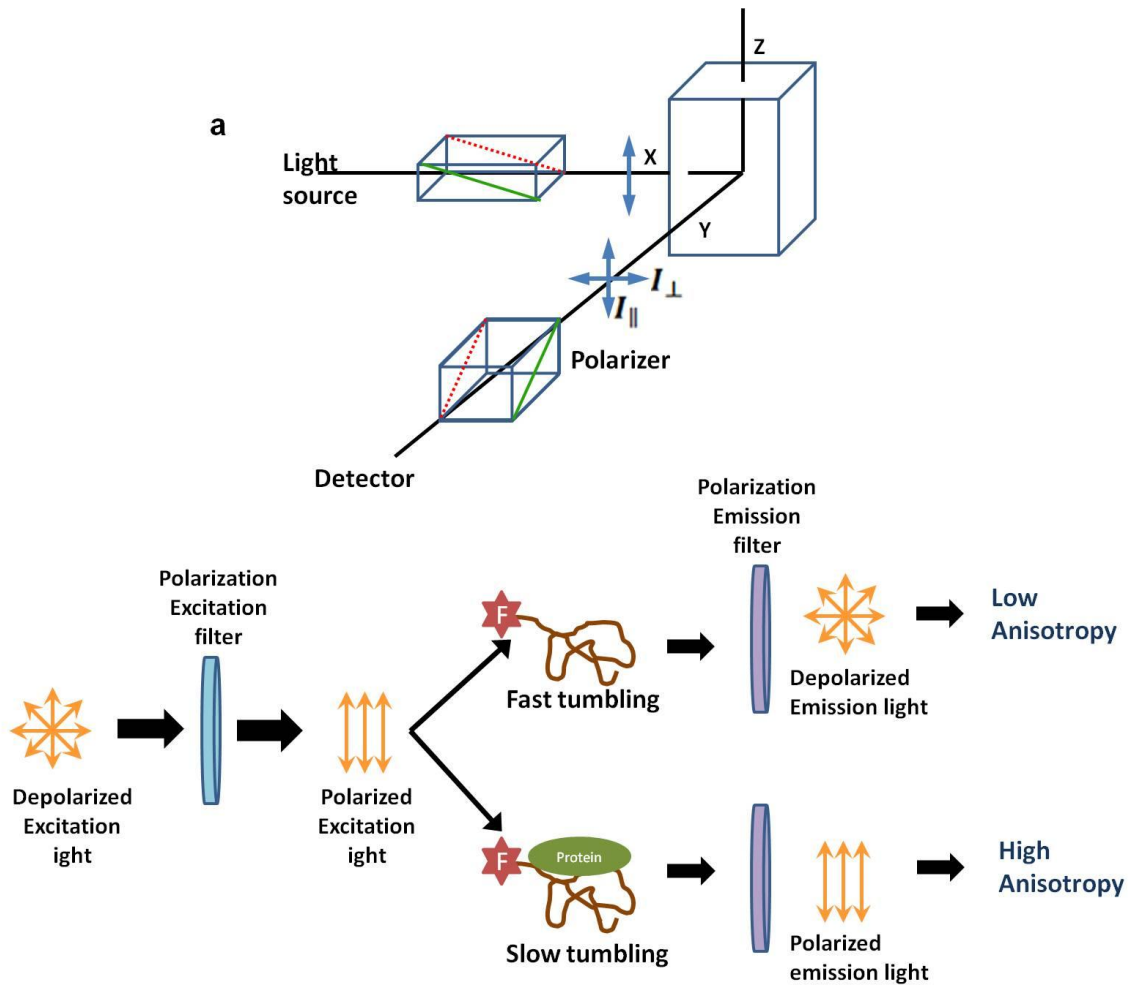 a
Z
X
Light
source
Y
I⊥
I∥
Polarizer
Detector
Polarization
Emission
filter
Polarization
Excitation
filter
F
Fast tumbling
Low
Anisotropy
Depolarized
Emission light
Depolarized
Excitation
ight
Polarized
Excitation
ight
F
Protein
Slow tumbling
High
Anisotropy
Polarized
emission light